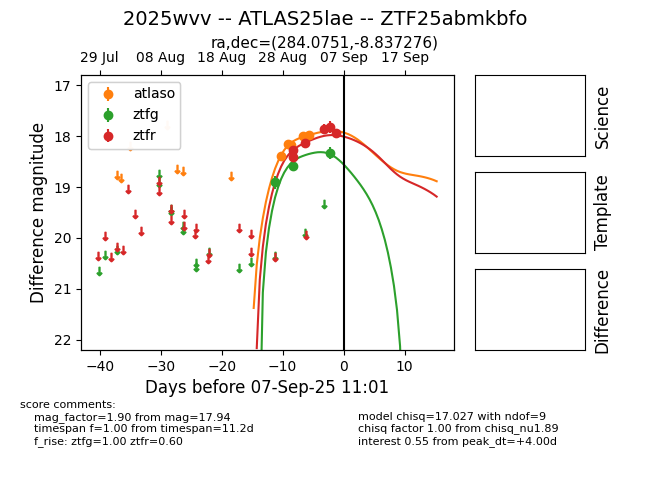 2025wvv -- ATLAS25lae -- ZTF25abmkbfo
ra,dec=(284.0751,-8.837276)
29 Jul 08 Aug 18 Aug 28 Aug 07 Sep 17 Sep
17
18
19
20
21
22
Difference magnitude
atlaso
ztfg
ztfr
−40 −30 −20 −10 0 10
Days before 07-Sep-25 11:01
Science
Template
Difference
score comments:
mag_factor=1.90 from mag=17.94
timespan f=1.00 from timespan=11.2d
f_rise: ztfg=1.00 ztfr=0.60
model chisq=17.027 with ndof=9
chisq factor 1.00 from chisq_nu1.89
interest 0.55 from peak_dt=+4.00d